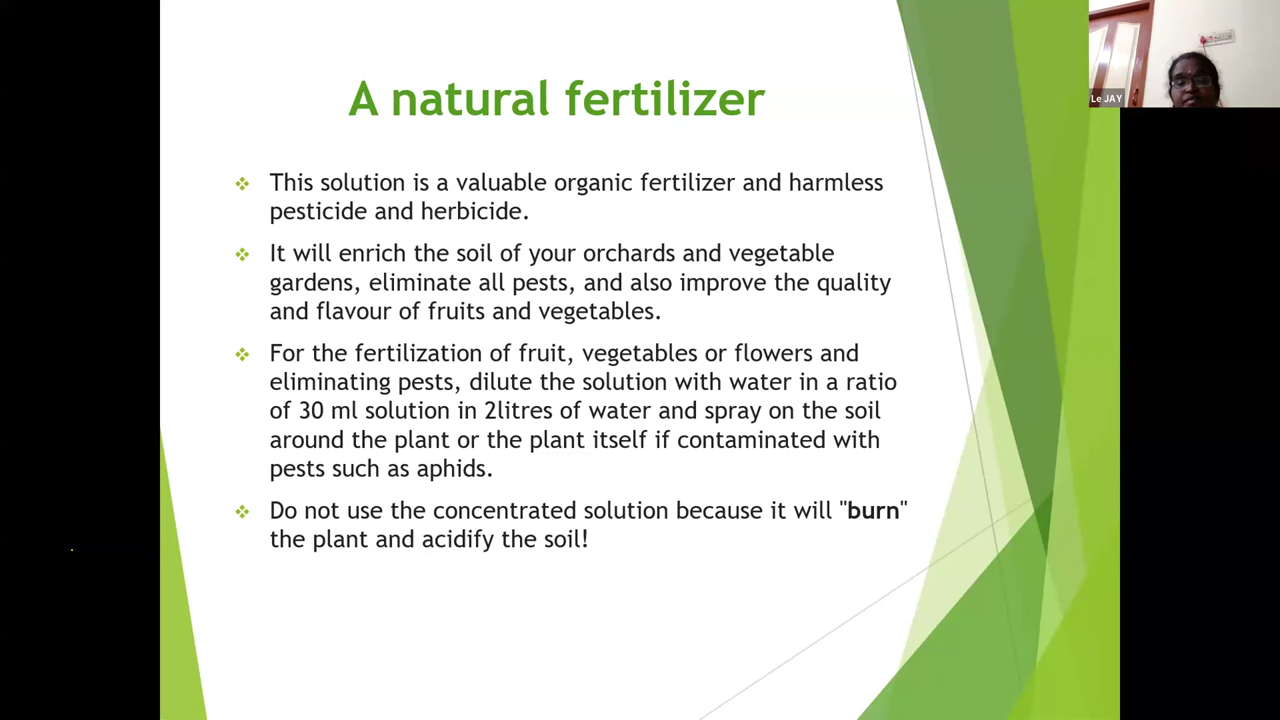 A natural fertilizer
This solution is a valuable organic fertilizer and harmless
pesticide and herbicide.
It will enrich the soil of your orchards and vegetable
gardens, eliminate all pests, and also improve the quality
and flavour of fruits and vegetables.
For the fertilization of fruit, vegetables or flowers and
eliminating pests, dilute the solution with water in a ratio
of 30 ml solution in 2litres of water and spray on the soil
around the plant or the plant itself if contaminated with
pests such as aphids.
Do not use the concentrated solution because it will "burn"
the plant and acidify the soil!
Le JAY